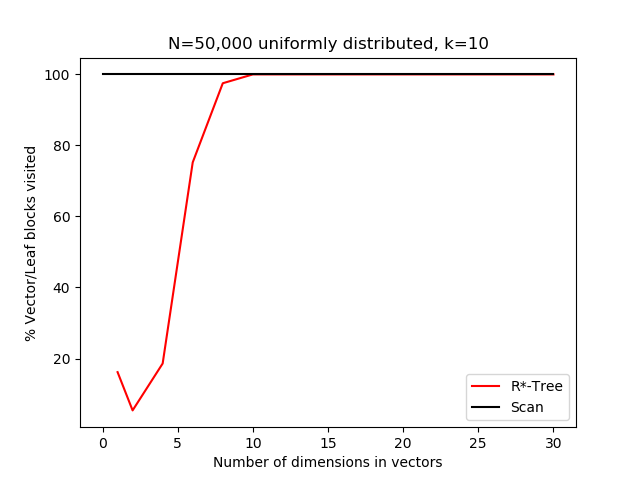 N=50,000 uniformly distributed, k=10
% Vector/Leaf blocks visited
100
80
60
40
20
R*-Tree
Scan
0 5 10 15 20 25 30
Number of dimensions in vectors